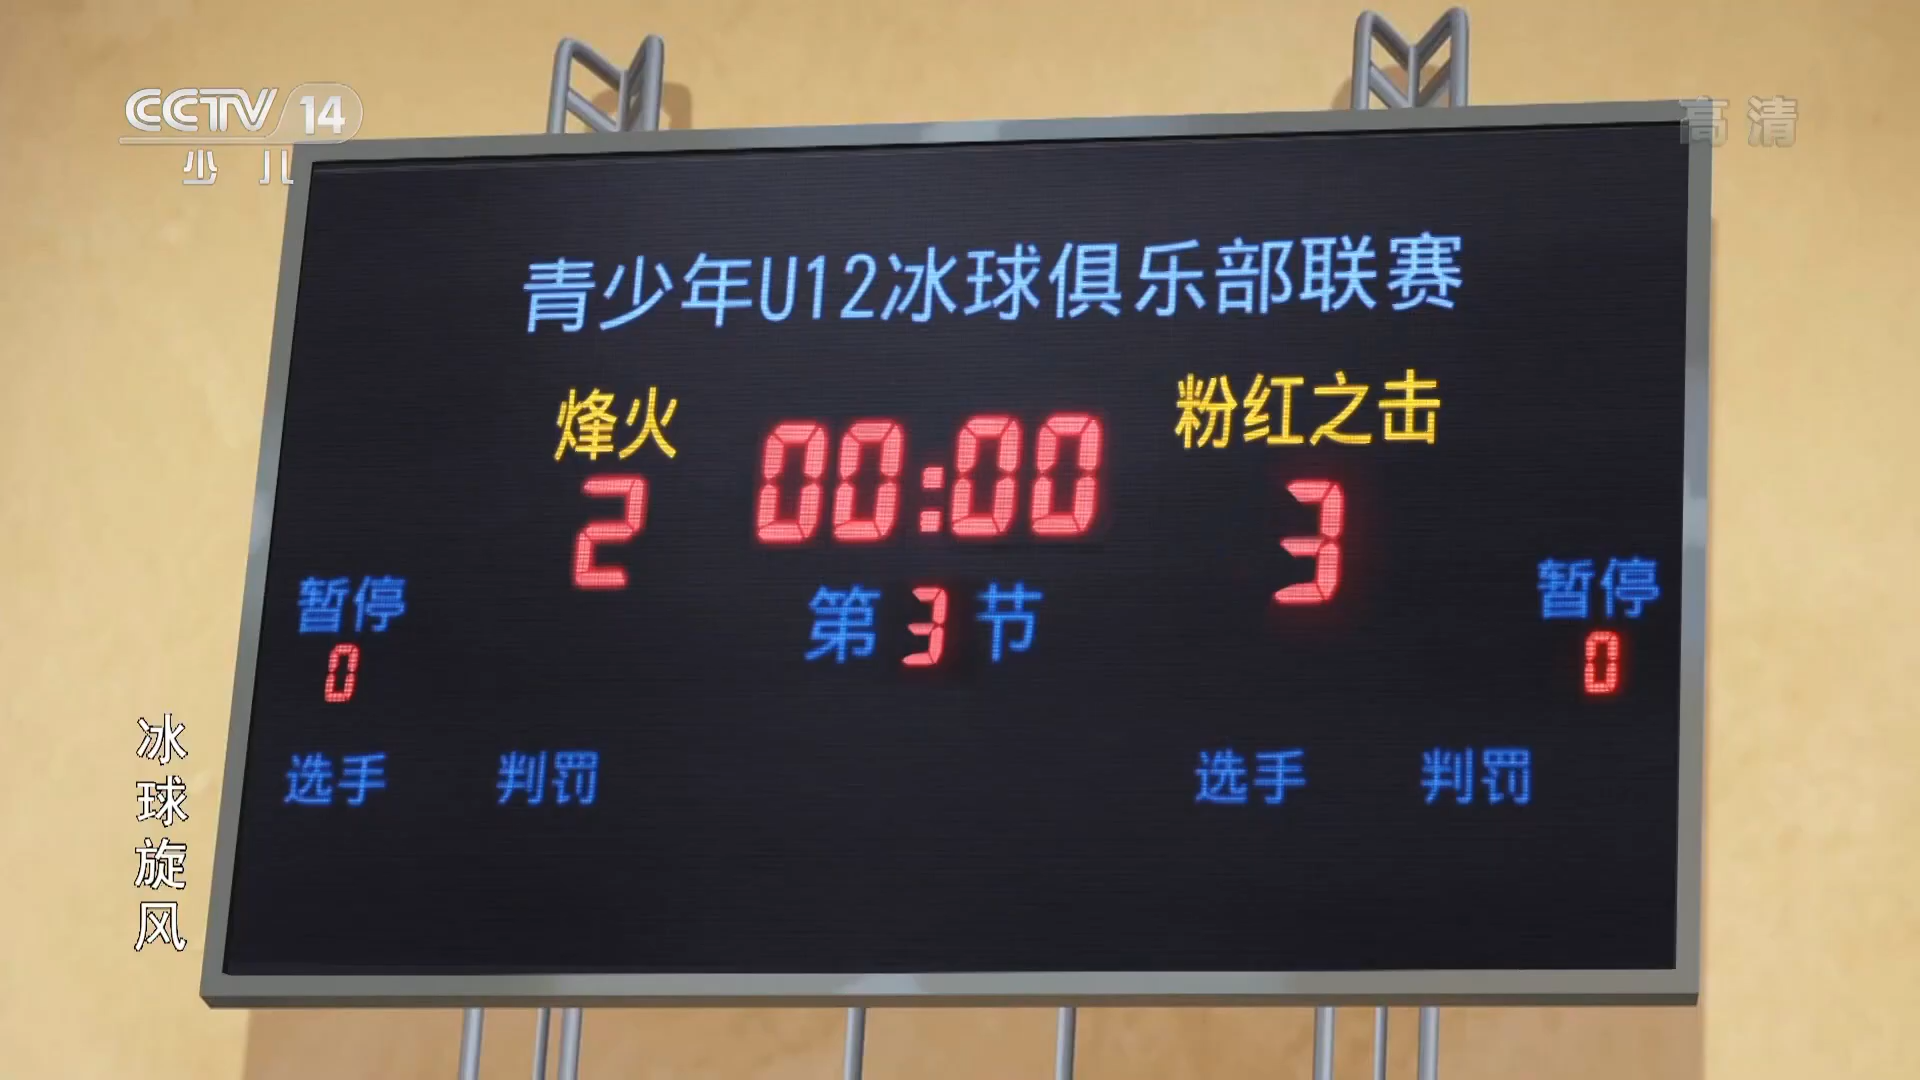 CCTV 14
少儿
高清
青少年U12冰球俱乐部联赛
烽火
00:00
粉红之击
2
3
暂停
第3节
暂停
0
0
选手
判罚
选手
判罚
冰球旋风